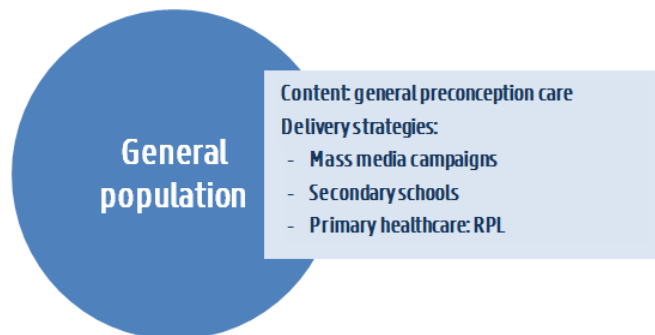 General
population
Content: general preconception care
Delivery strategies:
- Mass media campaigns
- Secondary schools
- Primary healthcare: RPL